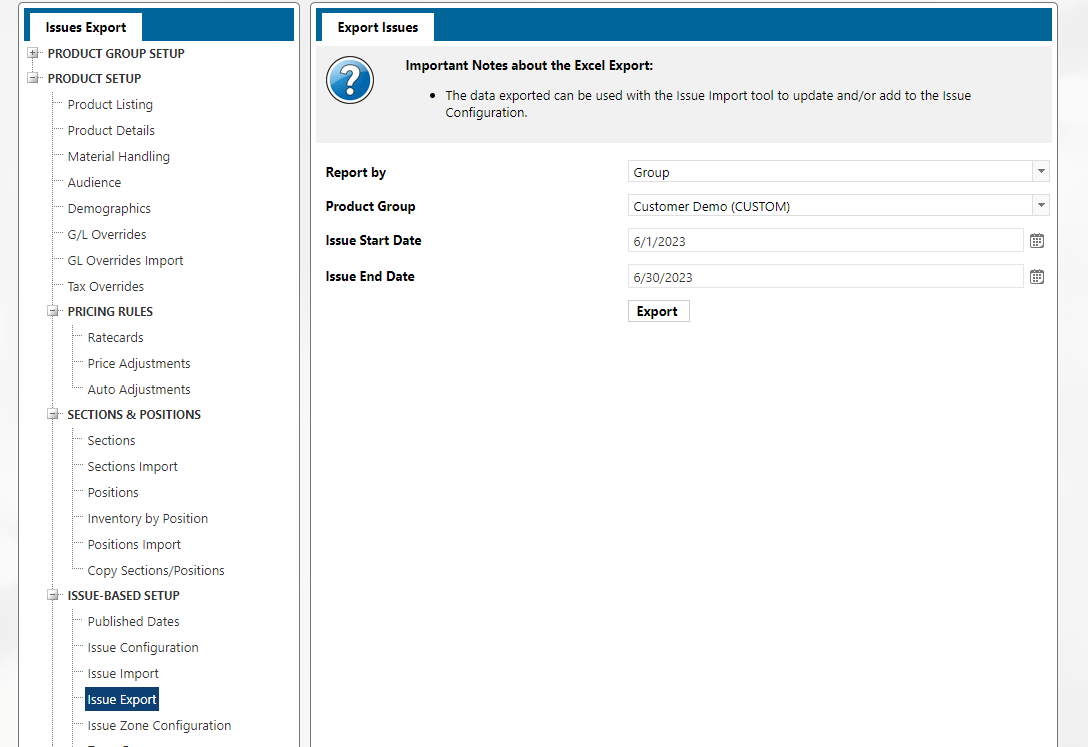 Issues Export
PRODUCT GROUP SETUP
PRODUCT SETUP
Product Listing
Product Details
Material Handling
Audience
Demographics
G/L Overrides
GL Overrides Import
Tax Overrides
PRICING RULES
Ratecards
Price Adjustments
Auto Adjustments
SECTIONS & POSITIONS
Sections
Sections Import
Positions
Inventory by Position
Positions Import
Copy Sections/Positions
ISSUE-BASED SETUP
Published Dates
Issue Configuration
Issue Import
Issue Export
Issue Zone Configuration
Export Issues
Important Notes about the Excel Export:
• The data exported can be used with the Issue Import tool to update and/or add to the Issue
Configuration.
Report by Group
Product Group Customer Demo (CUSTOM)
Issue Start Date 6/1/2023
Issue End Date 6/30/2023
Export